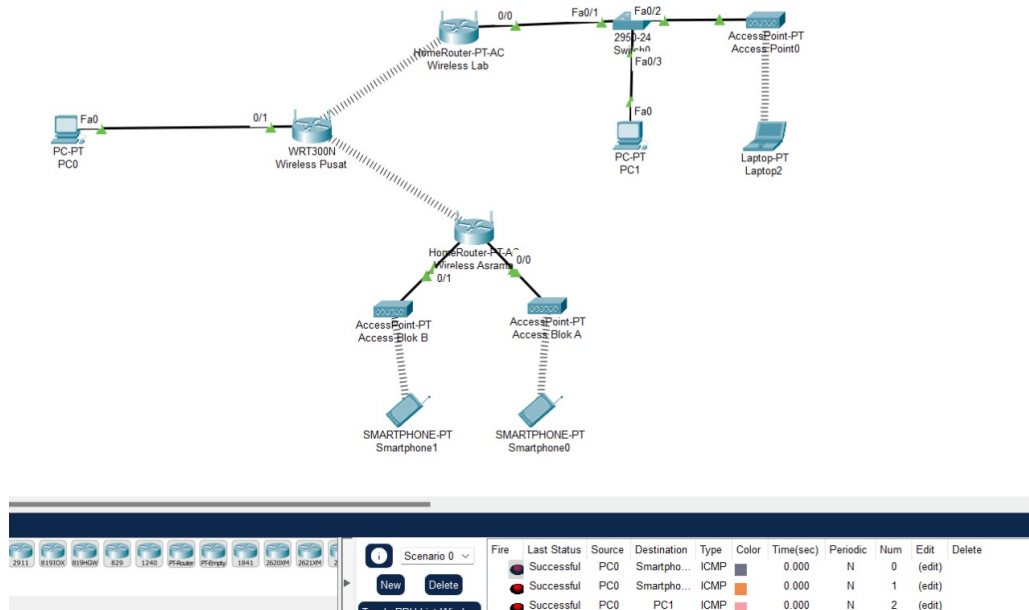 0/0
Fa0/1
Fa0/2
HomeRouter-PT-AC
Wireless Lab
2950-24
Switch0
AccessPoint-PT
Access Point0
Fa0/3
Fa0
PC-PT
PC1
Laptop-PT
Laptop2
Fa0
0/1
PC-PT
PC0
WRT300N
Wireless Pusat
HomeRouter-PT-AC
Wireless Asrama
0/0
0/1
AccessPoint-PT
Access Blok B
AccessPoint-PT
Access Blok A
SMARTPHONE-PT
Smartphone1
SMARTPHONE-PT
Smartphone0
2911 819IOX 819HGW 829 1240 PT-Router PT-Empty 1841 2620XM 2621XM
Scenario 0
New Delete
Fire Last Status Source Destination Type Color Time(sec) Periodic Num Edit Delete
Successful PC0 Smartpho... ICMP 0.000 N 0 (edit)
Successful PC0 Smartpho... ICMP 0.000 N 1 (edit)
Successful PC0 PC1 ICMP 0.000 N 2 (edit)